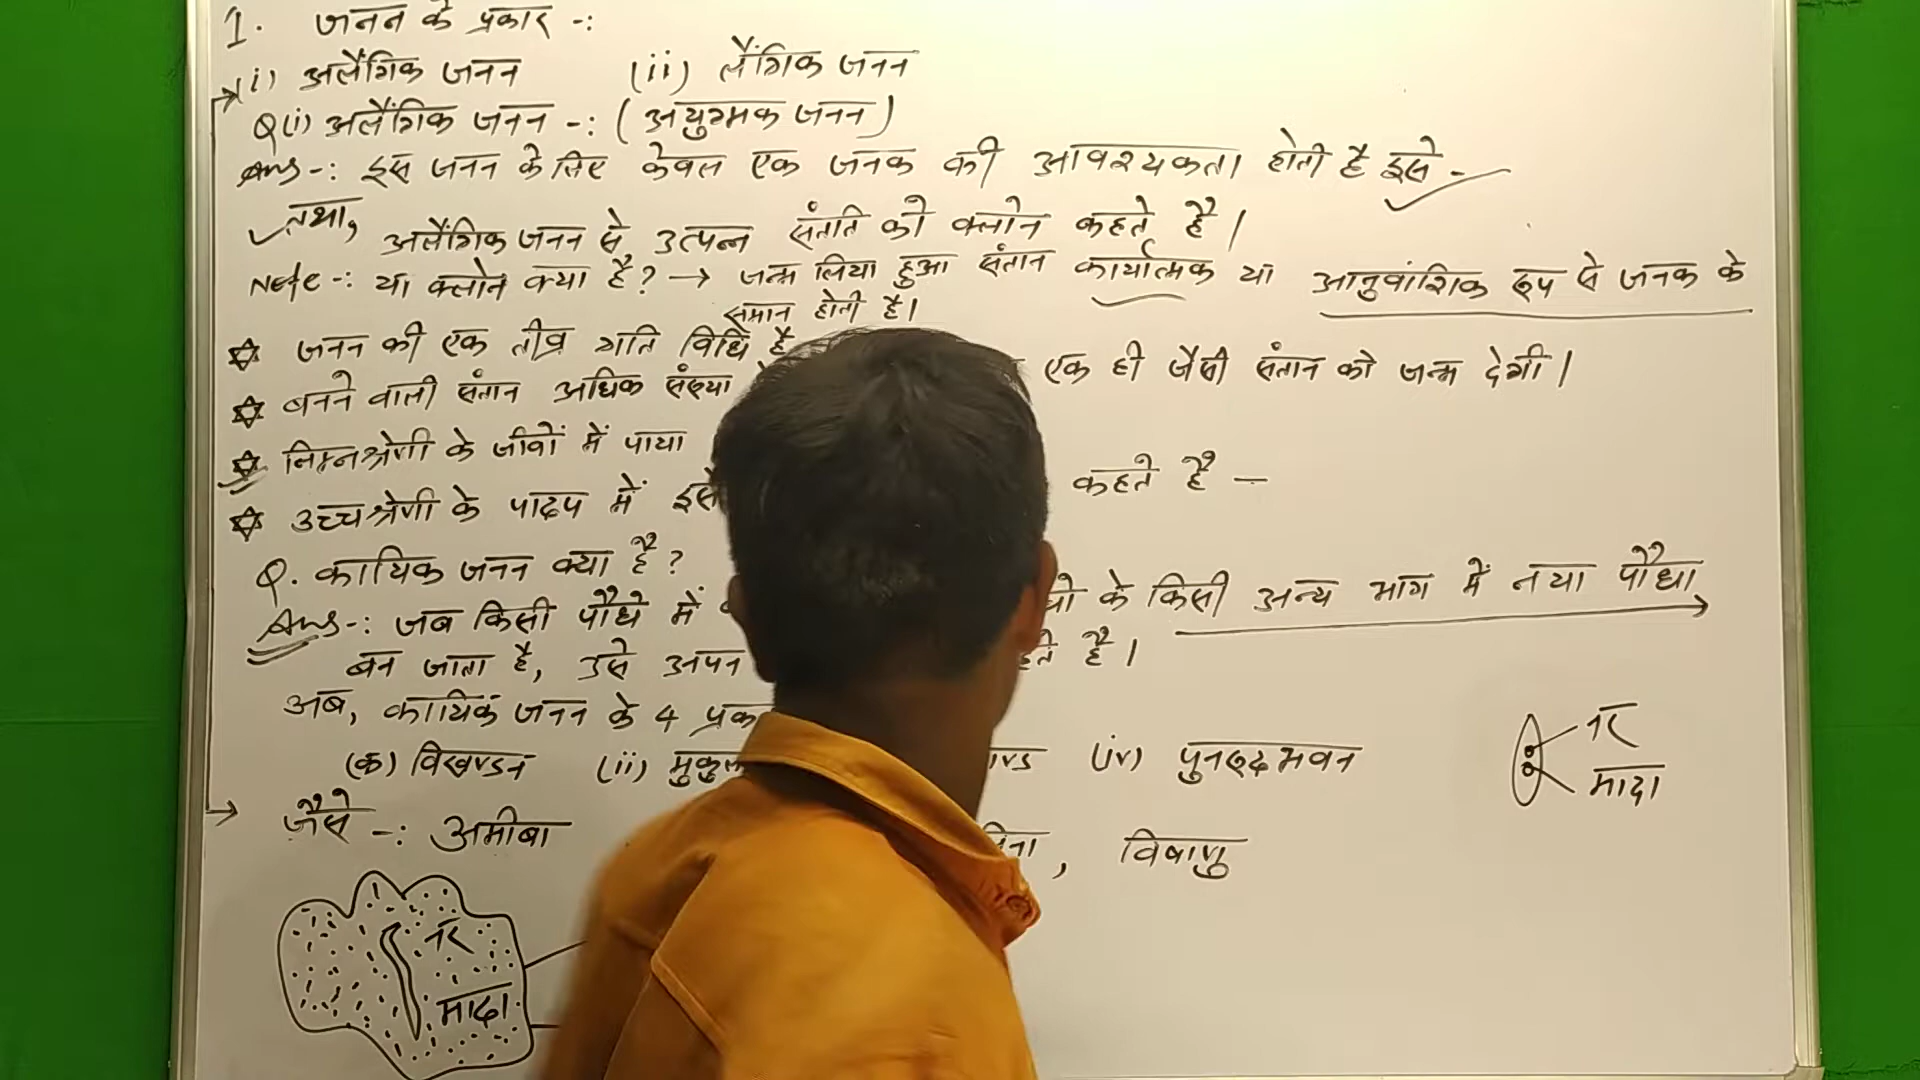 1. जनन के प्रकार -:
(i) अलैंगिक जनन (ii) लैंगिक जनन
Q(i) अलैंगिक जनन -: (अयुग्मक जनन)
Ans -: इस जनन के लिए केवल एक जनक की आवश्यकता होती है इसे -
तथा, अलैंगिक जनन से उत्पन्न संतति को क्लोन कहते है।
Note -: या क्लोन क्या है? → जन्म लिया हुआ संतान कार्यात्मक या आनुवांशिक रूप से जनक के
समान होती है।
जनन की एक तीव्र गति विधि है
बनने वाली संतान अधिक संख्या एक ही जैसी संतान को जन्म देगी।
निम्नश्रेणी के जीवों में पाया
उच्चश्रेणी के पादप में इसे कहते है –
Q. कायिक जनन क्या है?
Ans -: जब किसी पौधे में के किसी अन्य भाग में नया पौधा
बन जाता है, उसे है।
अब, कायिक जनन के 4
(क) विखण्डन (ii) (iv) पुनरुदभवन
नर
मादा
जैसे -: अमीबा , विषाणु
नर
मादा